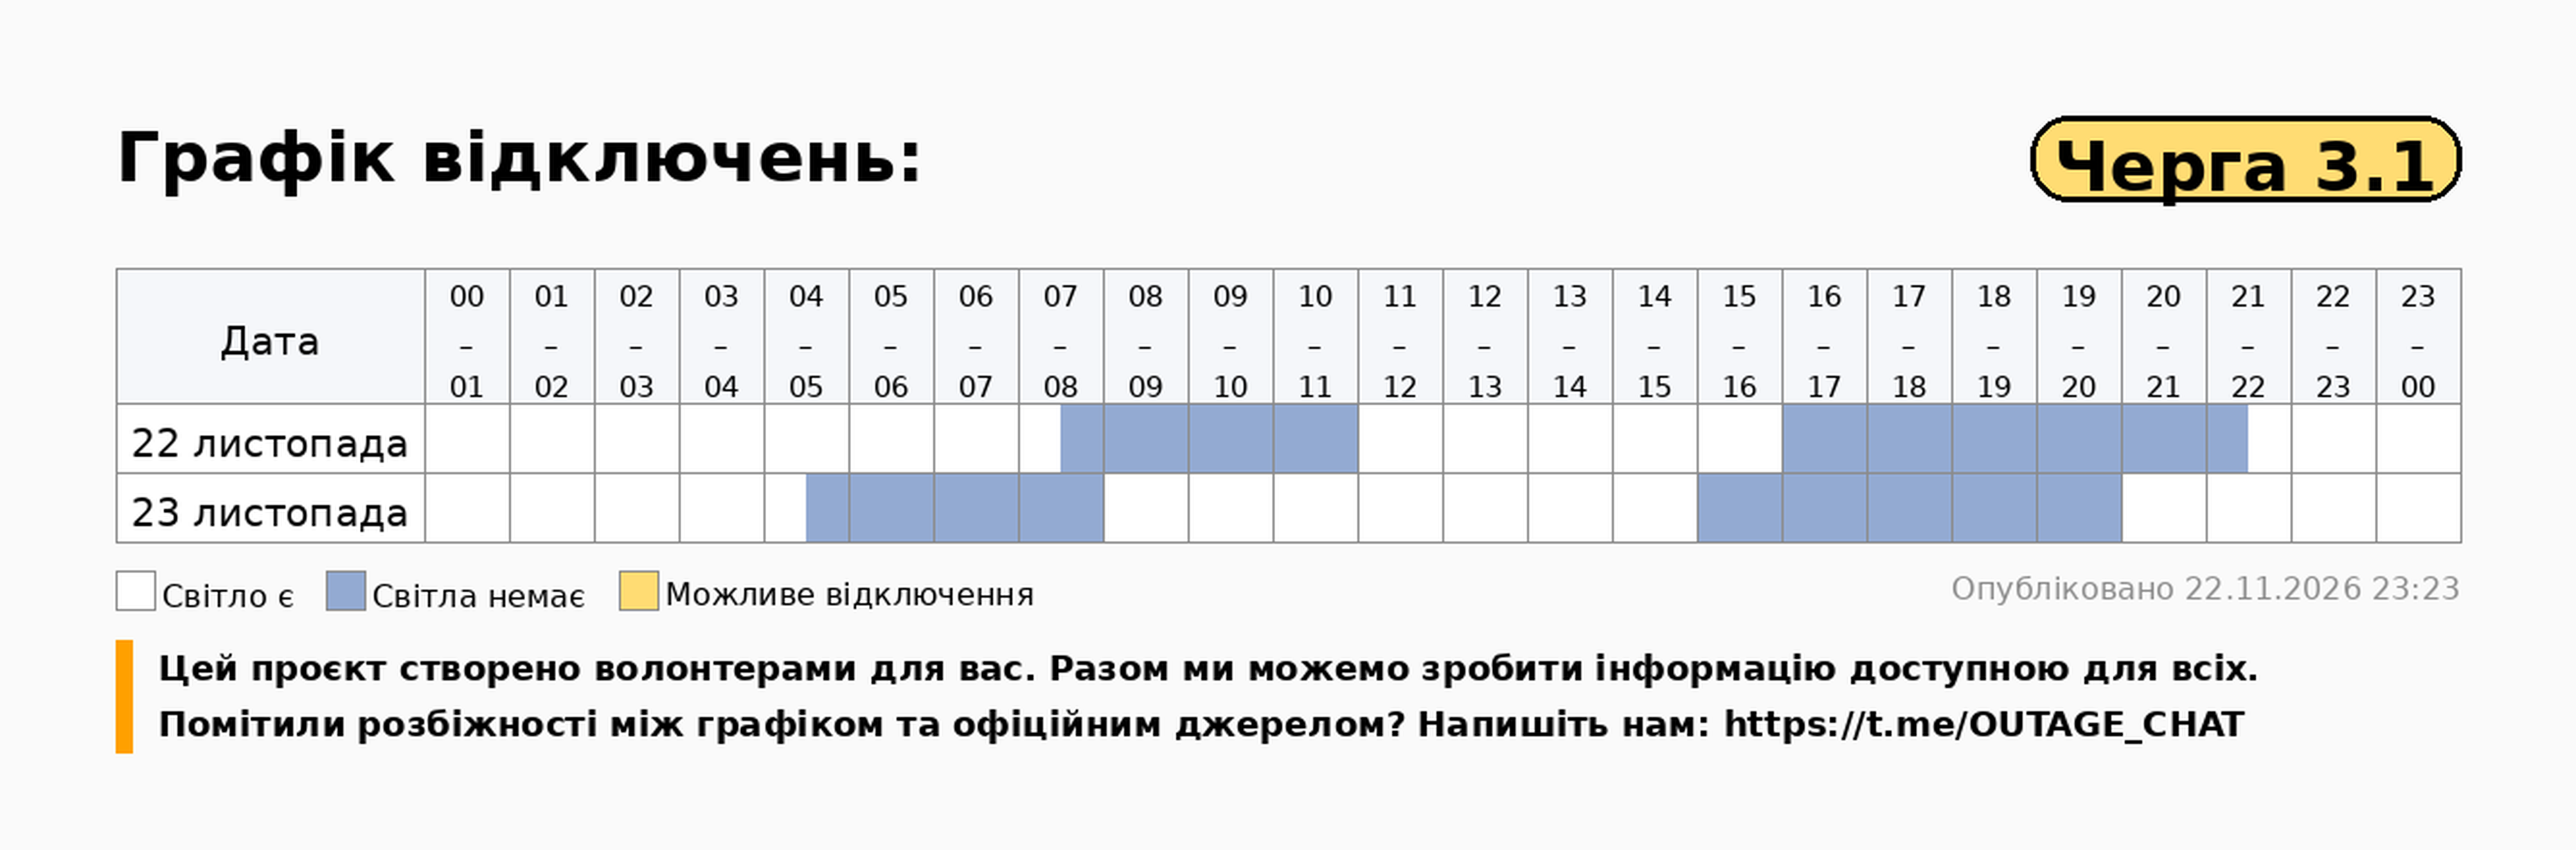 Графік відключень:
Черга 3.1
Дата 00 – 01 01 – 02 02 – 03 03 – 04 04 – 05 05 – 06 06 – 07 07 – 08 08 – 09 09 – 10 10 – 11 11 – 12 12 – 13 13 – 14 14 – 15 15 – 16 16 – 17 17 – 18 18 – 19 19 – 20 20 – 21 21 – 22 22 – 23 23 – 00
22 листопада
23 листопада
Світло є Світла немає Можливе відключення
Опубліковано 22.11.2026 23:23
Цей проєкт створено волонтерами для вас. Разом ми можемо зробити інформацію доступною для всіх.
Помітили розбіжності між графіком та офіційним джерелом? Напишіть нам: https://t.me/OUTAGE_CHAT